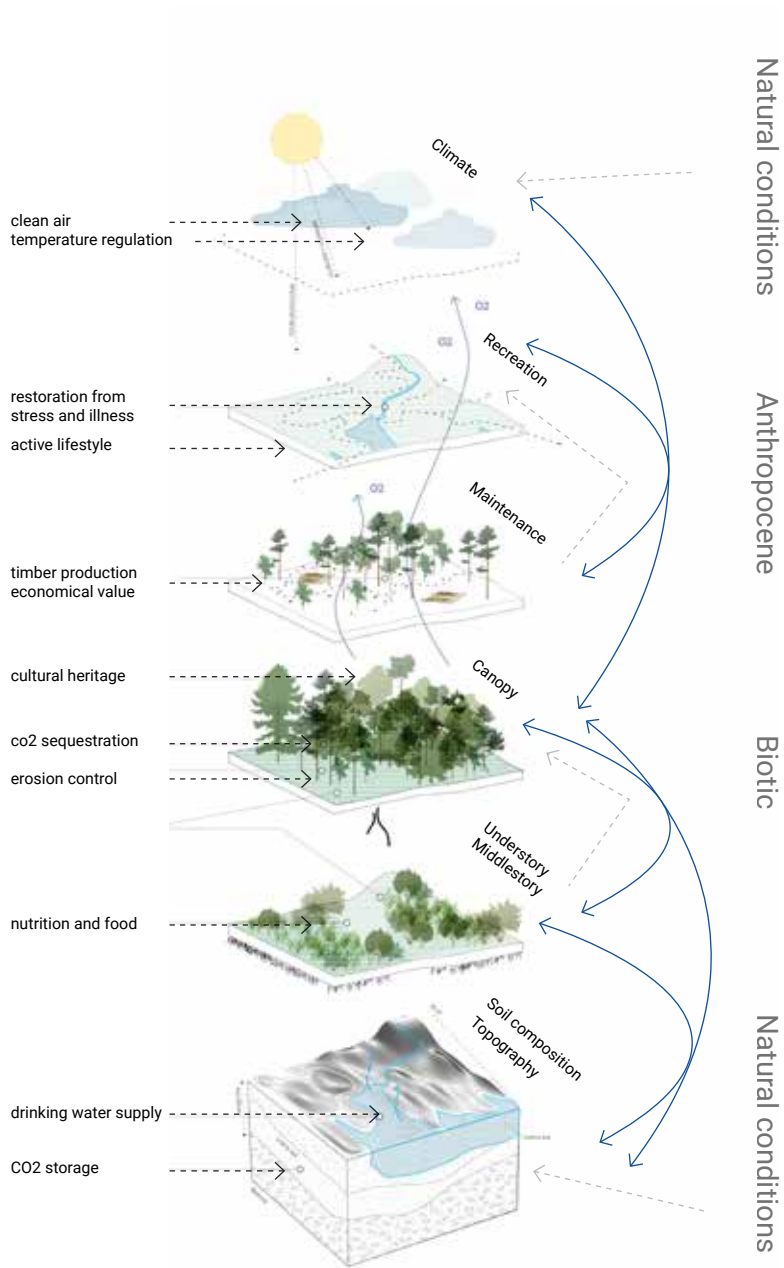 Natural conditions
Climate
clean air
temperature regulation
O2
O2
Recreation
restoration from
stress and illness
active lifestyle
Anthropocene
O2
Maintenance
timber production
economical value
cultural heritage
Canopy
co2 sequestration
erosion control
Biotic
Understory
Middlestory
nutrition and food
Soil composition
Topography
drinking water supply
CO2 storage
Natural conditions